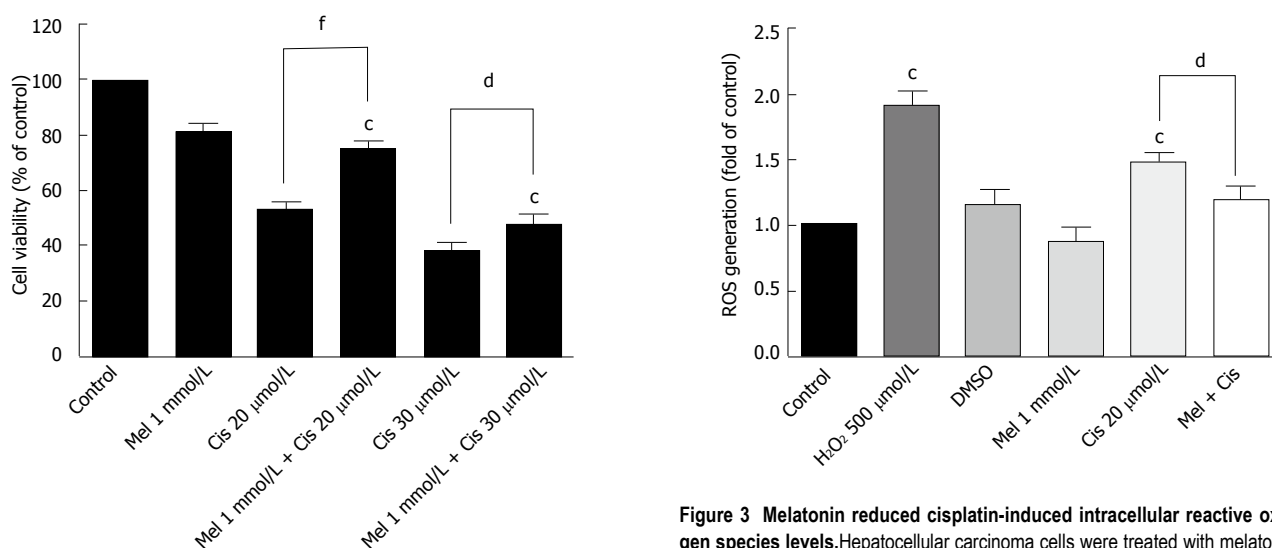 120
100
80
60
40
20
0
Cell viability (% of control)
f
d
c
c
Control
Mel 1 mmol/L
Cis 20 μmol/L
Mel 1 mmol/L + Cis 20 μmol/L
Cis 30 μmol/L
Mel 1 mmol/L + Cis 30 μmol/L
2.5
2.0
1.5
1.0
0.5
0.0
ROS generation (fold of control)
c
c
d
Control
H₂O₂ 500 μmol/L
DMSO
Mel 1 mmol/L
Cis 20 μmol/L
Mel + Cis
Figure 3 Melatonin reduced cisplatin-induced intracellular reactive ox
gen species levels.Hepatocellular carcinoma cells were treated with melato